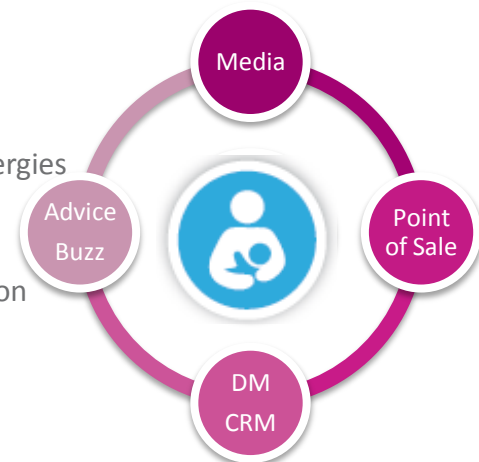 Media
ergies
Advice
Buzz
Point
of Sale
on
DM
CRM